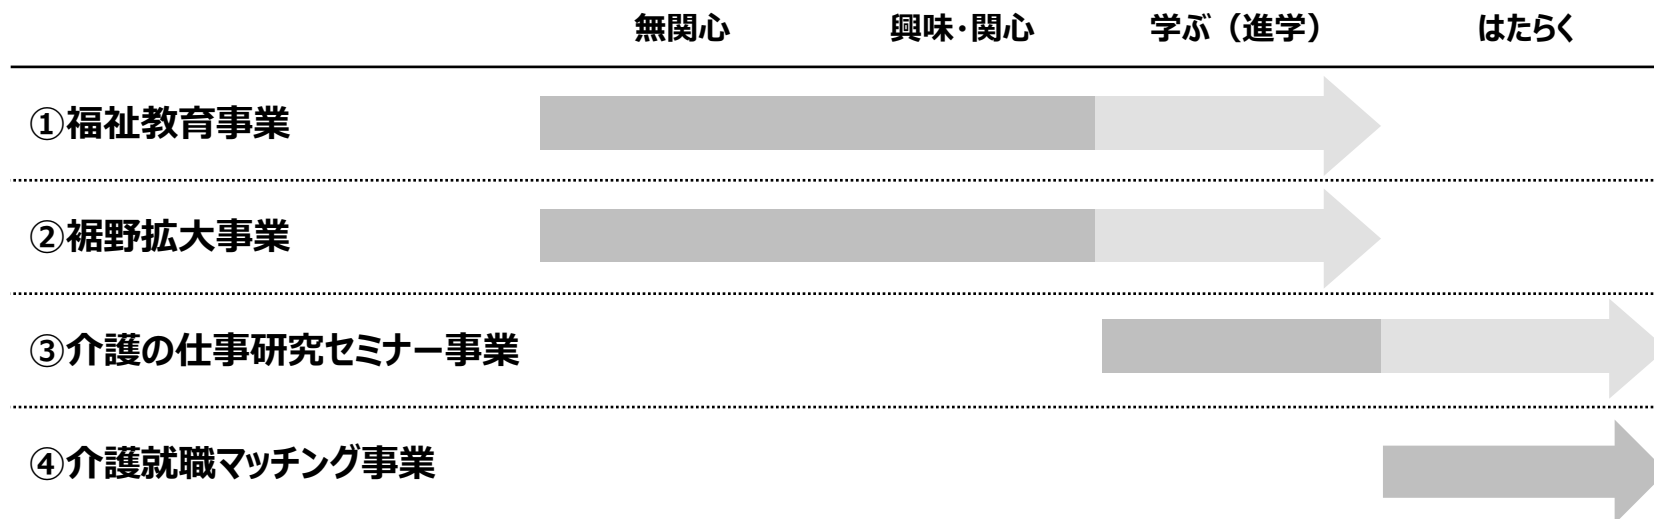 無関心 興味・関心 学ぶ（進学） はたらく
①福祉教育事業
②裾野拡大事業
③介護の仕事研究セミナー事業
④介護就職マッチング事業